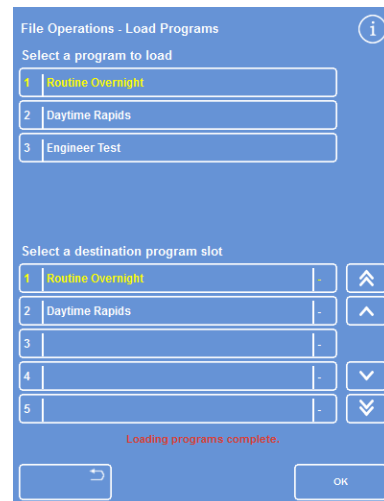 File Operations - Load Programs
i
Select a program to load
1 Routine Overnight
2 Daytime Rapids
3 Engineer Test
Select a destination program slot
1 Routine Overnight -
2 Daytime Rapids -
3 -
4 -
5 -
Loading programs complete.
OK